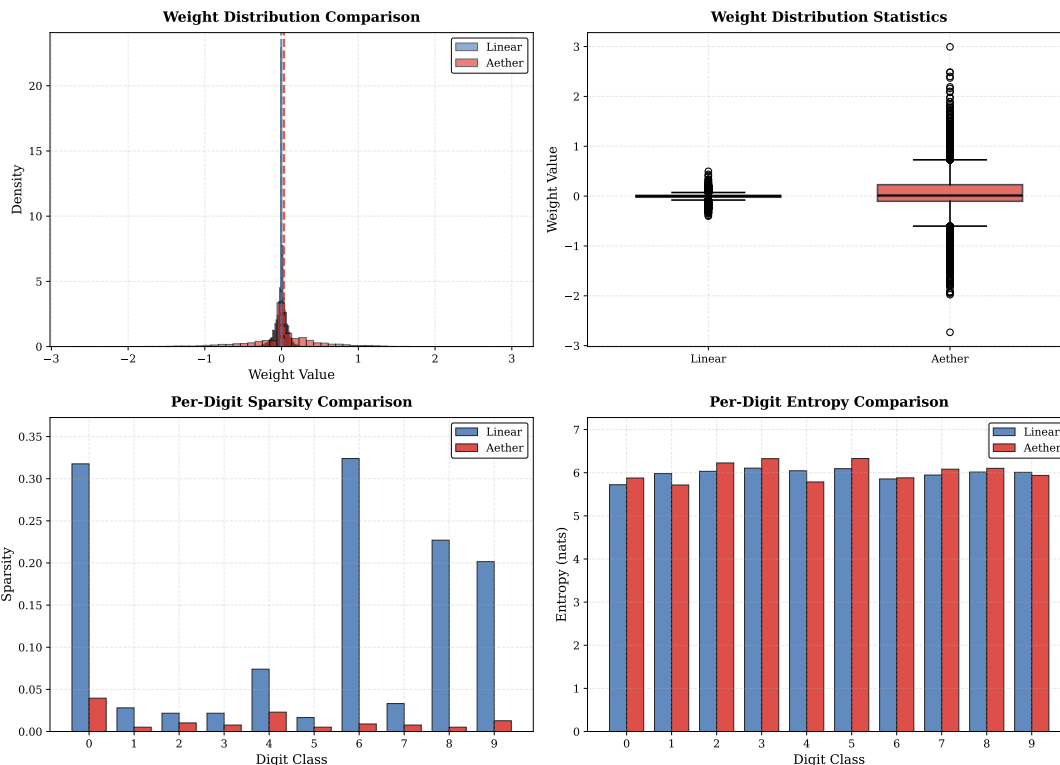 Weight Distribution Comparison
Density
20
15
10
5
0
Linear
Aether
−3 −2 −1 0 1 2 3
Weight Value
Weight Distribution Statistics
Weight Value
3
2
1
0
−1
−2
−3
Linear Aether
Per-Digit Sparsity Comparison
Sparsity
0.35
0.30
0.25
0.20
0.15
0.10
0.05
0.00
Linear
Aether
0 1 2 3 4 5 6 7 8 9
Digit Class
Per-Digit Entropy Comparison
Entropy (nats)
7
6
5
4
3
2
1
0
Linear
Aether
0 1 2 3 4 5 6 7 8 9
Digit Class